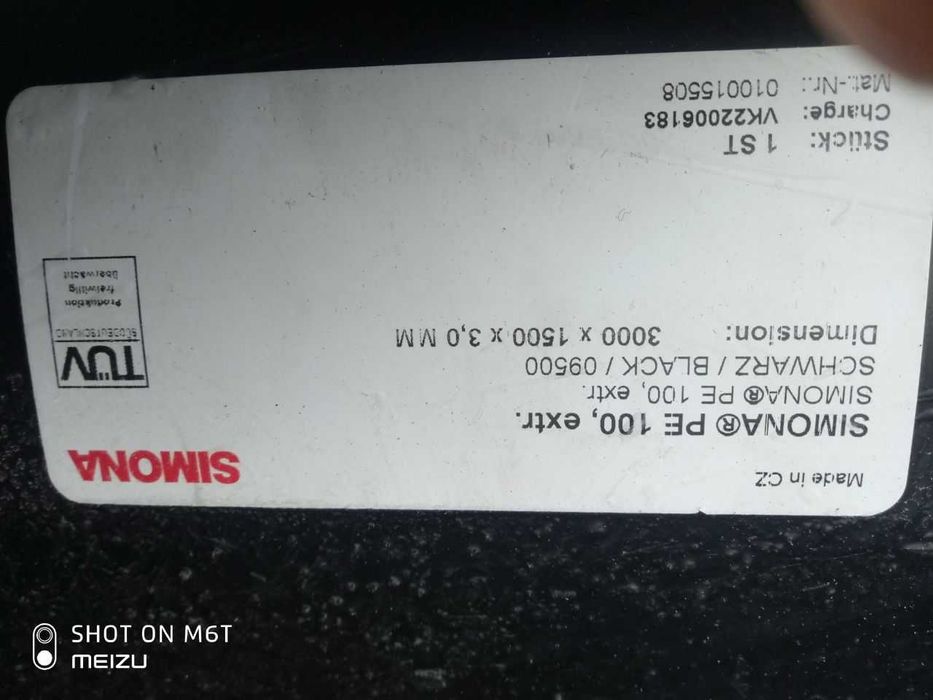 SIMONA
Made in CZ
SIMONA® PE 100, extr.
SIMONA® PE 100, extr.
SCHWARZ / BLACK / 09500
Dimension: 3000 x 1500 x 3,0 MM
TÜV
SÜDDEUTSCHLAND
Produktion
freiwillig
überwacht
Stück: 1 ST
Charge: VK22006183
Mat.-Nr.: 010015508
SHOT ON M6T
MEIZU